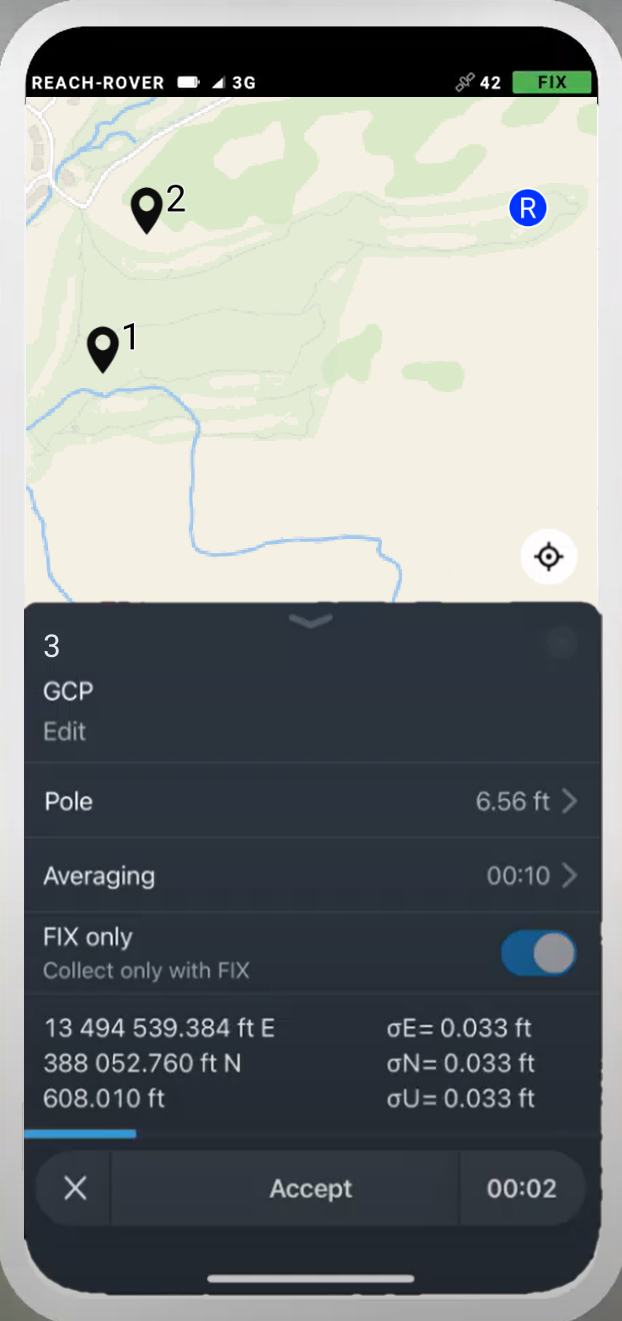 REACH-ROVER 3G 42 FIX
2
R
1
3
GCP
Edit
Pole 6.56 ft
Averaging 00:10
FIX only
Collect only with FIX
13 494 539.384 ft E σE= 0.033 ft
388 052.760 ft N σN= 0.033 ft
608.010 ft σU= 0.033 ft
Accept 00:02